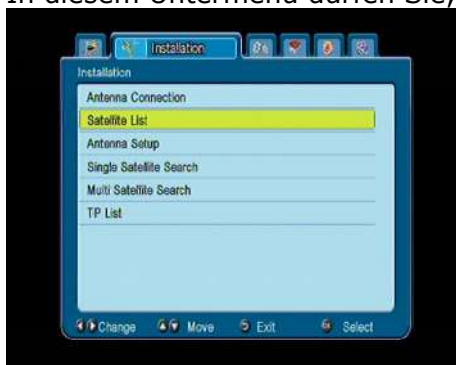 In diesem Untermenü dürfen Sie,
Installation
Installation
Antenna Connection
Satellite List
Antenna Setup
Single Satellite Search
Multi Satellite Search
TP List
Change Move Exit Select